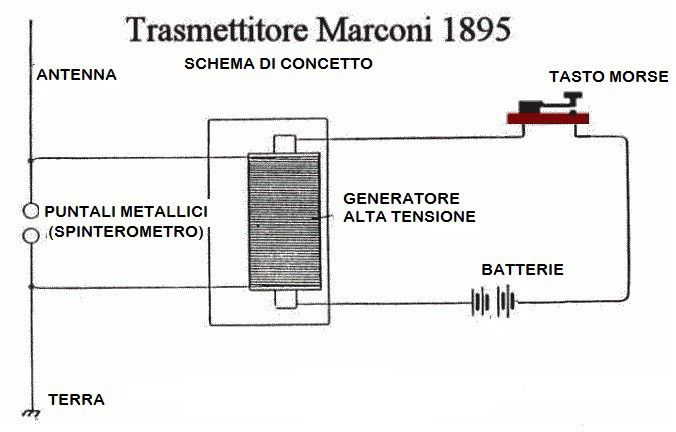 Trasmettitore Marconi 1895
SCHEMA DI CONCETTO
ANTENNA
TASTO MORSE
PUNTALI METALLICI
(SPINTEROMETRO)
GENERATORE
ALTA TENSIONE
BATTERIE
TERRA